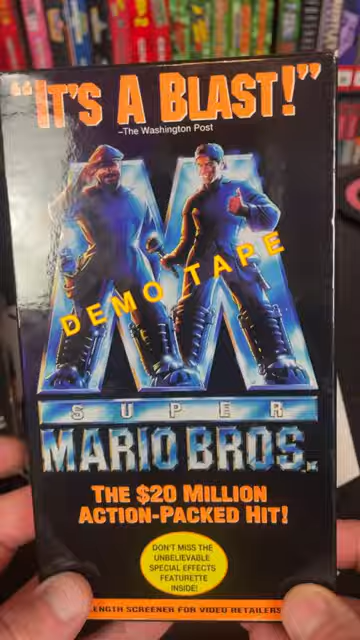 "IT'S A BLAST!"
–The Washington Post
DEMO TAPE
SUPER
MARIO BROS.
THE $20 MILLION
ACTION-PACKED HIT!
DON'T MISS THE
UNBELIEVABLE
SPECIAL EFFECTS
FEATURETTE
INSIDE!
LENGTH SCREENER FOR VIDEO RETAILERS